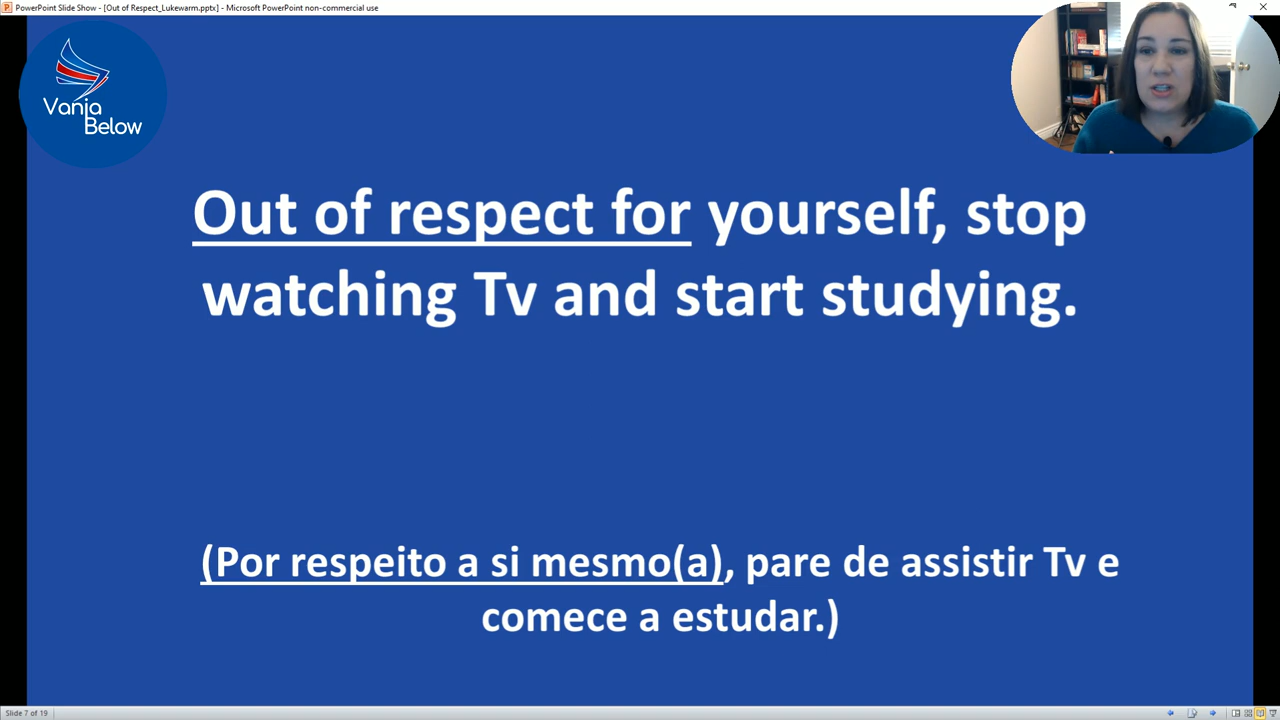 PowerPoint Slide Show - [Out of Respect_Lukewarm.pptx] - Microsoft PowerPoint non-commercial use
Vanja
Below
Out of respect for yourself, stop
watching Tv and start studying.
(Por respeito a si mesmo(a), pare de assistir Tv e
comece a estudar.)
Slide 7 of 19